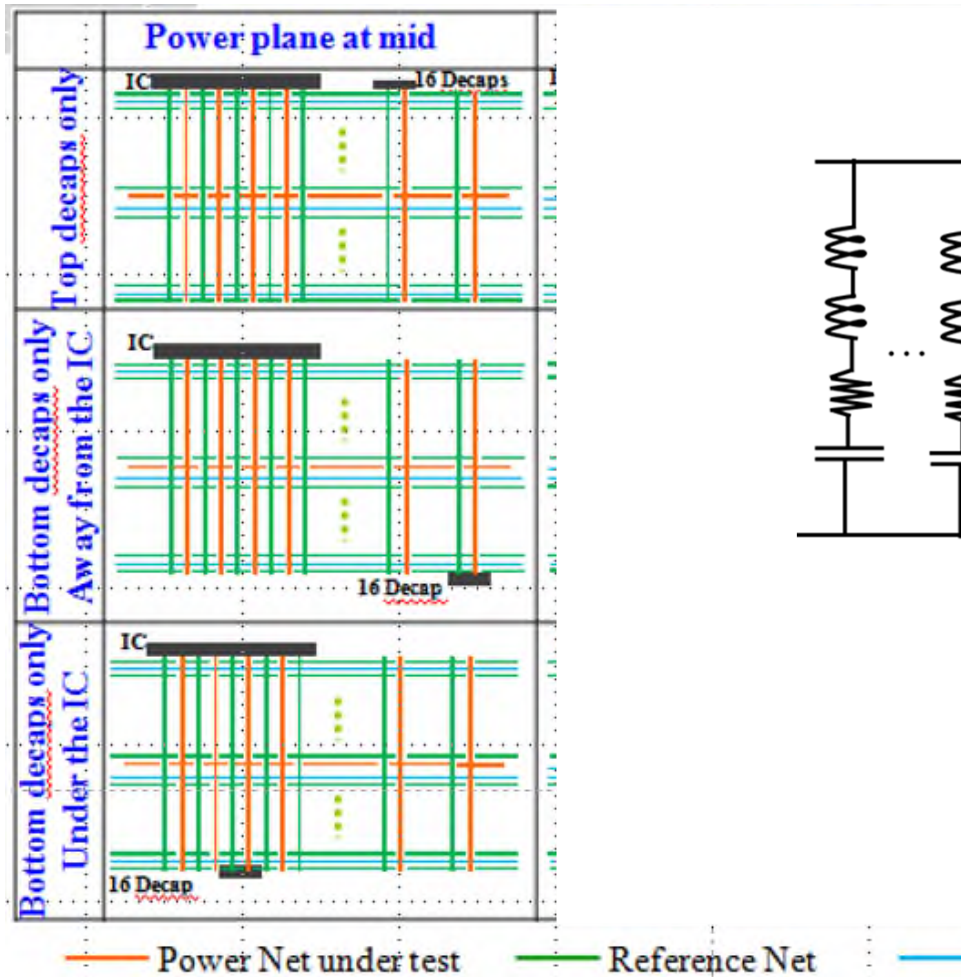 Power plane at mid
Top decaps only
IC
16 Decaps
Bottom decaps only
Away from the IC
IC
16 Decap
Bottom decaps only
Under the IC
IC
16 Decap
Power Net under test
Reference Net